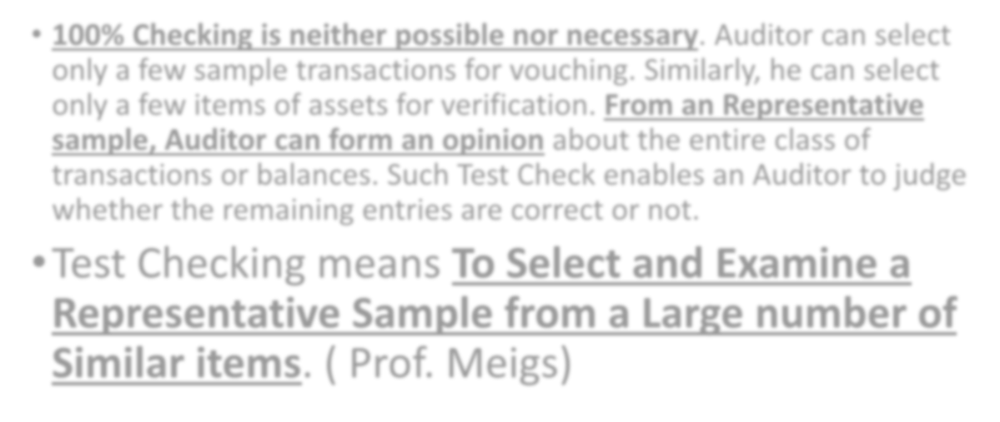 • 100% Checking is neither possible nor necessary. Auditor can select
only a few sample transactions for vouching. Similarly, he can select
only a few items of assets for verification. From an Representative
sample, Auditor can form an opinion about the entire class of
transactions or balances. Such Test Check enables an Auditor to judge
whether the remaining entries are correct or not.
• Test Checking means To Select and Examine a
Representative Sample from a Large number of
Similar items. ( Prof. Meigs)